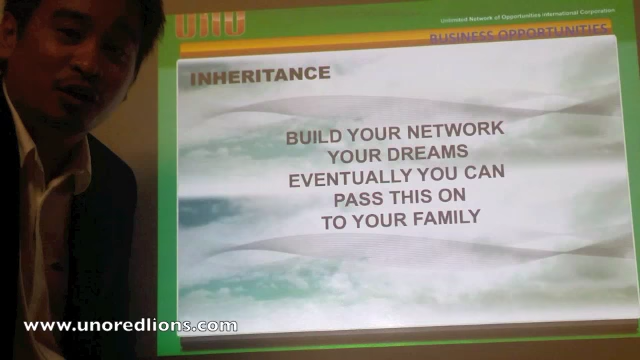 UNO
Unlimited Network of Opportunities International Corporation
BUSINESS OPPORTUNITIES
INHERITANCE
BUILD YOUR NETWORK
YOUR DREAMS
EVENTUALLY YOU CAN
PASS THIS ON
TO YOUR FAMILY
www.unoredlions.com